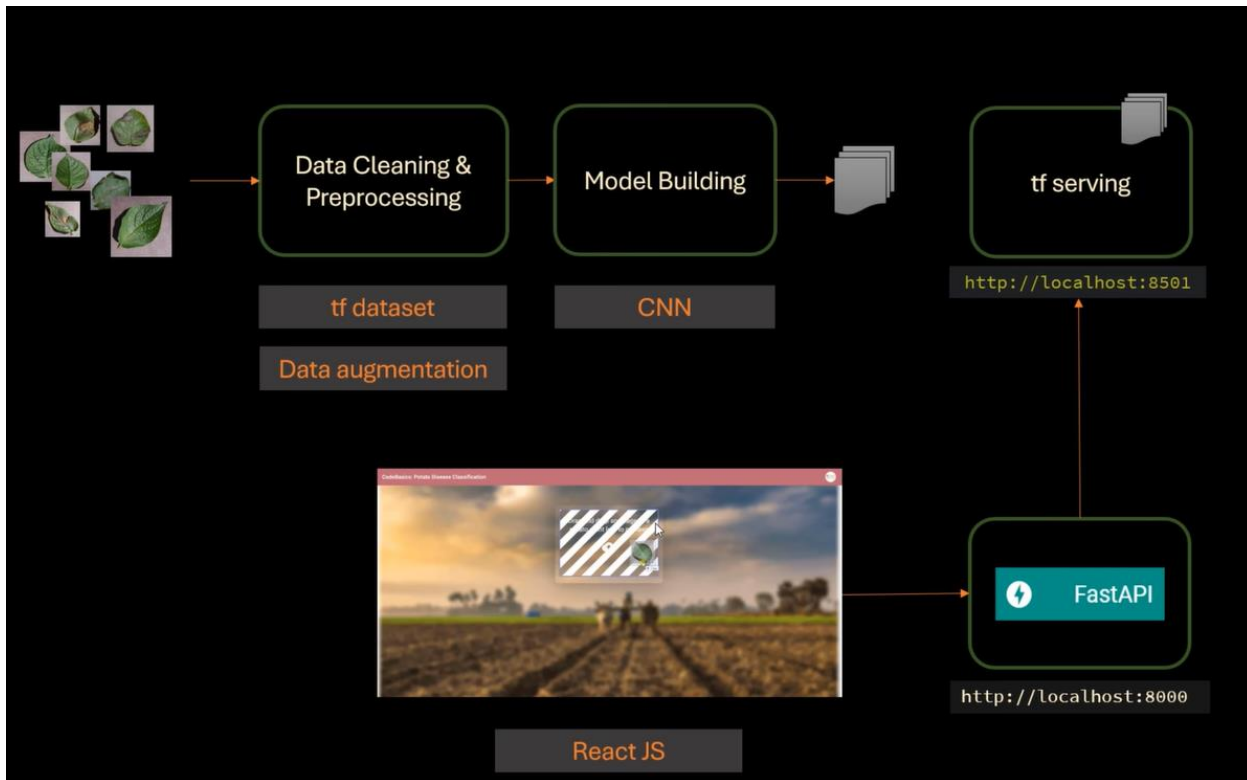 Data Cleaning &
Preprocessing
Model Building
tf serving
http://localhost:8501
tf dataset
CNN
Data augmentation
Codebasics: Potato Disease Classification
FastAPI
http://localhost:8000
React JS